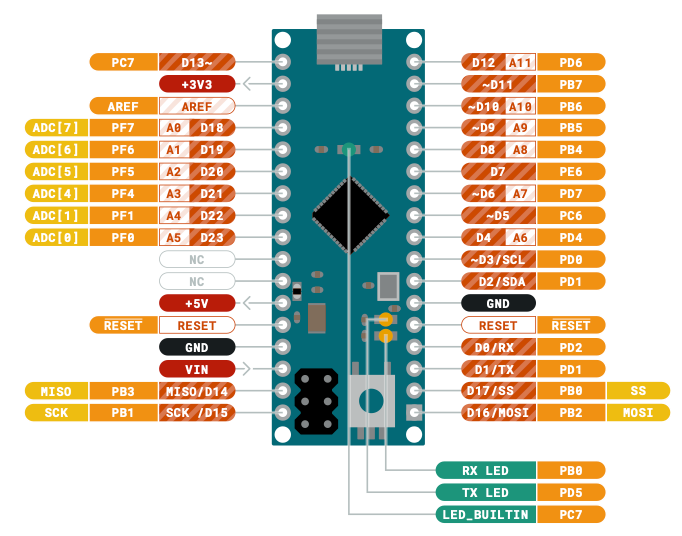 PC7 D13~ D12 A11 PD6
+3V3 ~D11 PB7
AREF AREF ~D10 A10 PB6
ADC[7] PF7 A0 D18 ~D9 A9 PB5
ADC[6] PF6 A1 D19 D8 A8 PB4
ADC[5] PF5 A2 D20 D7 PE6
ADC[4] PF4 A3 D21 ~D6 A7 PD7
ADC[1] PF1 A4 D22 ~D5 PC6
ADC[0] PF0 A5 D23 D4 A6 PD4
NC ~D3/SCL PD0
NC D2/SDA PD1
+5V GND
RESET RESET RESET RESET
GND D0/RX PD2
VIN D1/TX PD1
MISO PB3 MISO/D14 D17/SS PB0 SS
SCK PB1 SCK /D15 D16/MOSI PB2 MOSI
RX LED PB0
TX LED PD5
LED_BUILTIN PC7